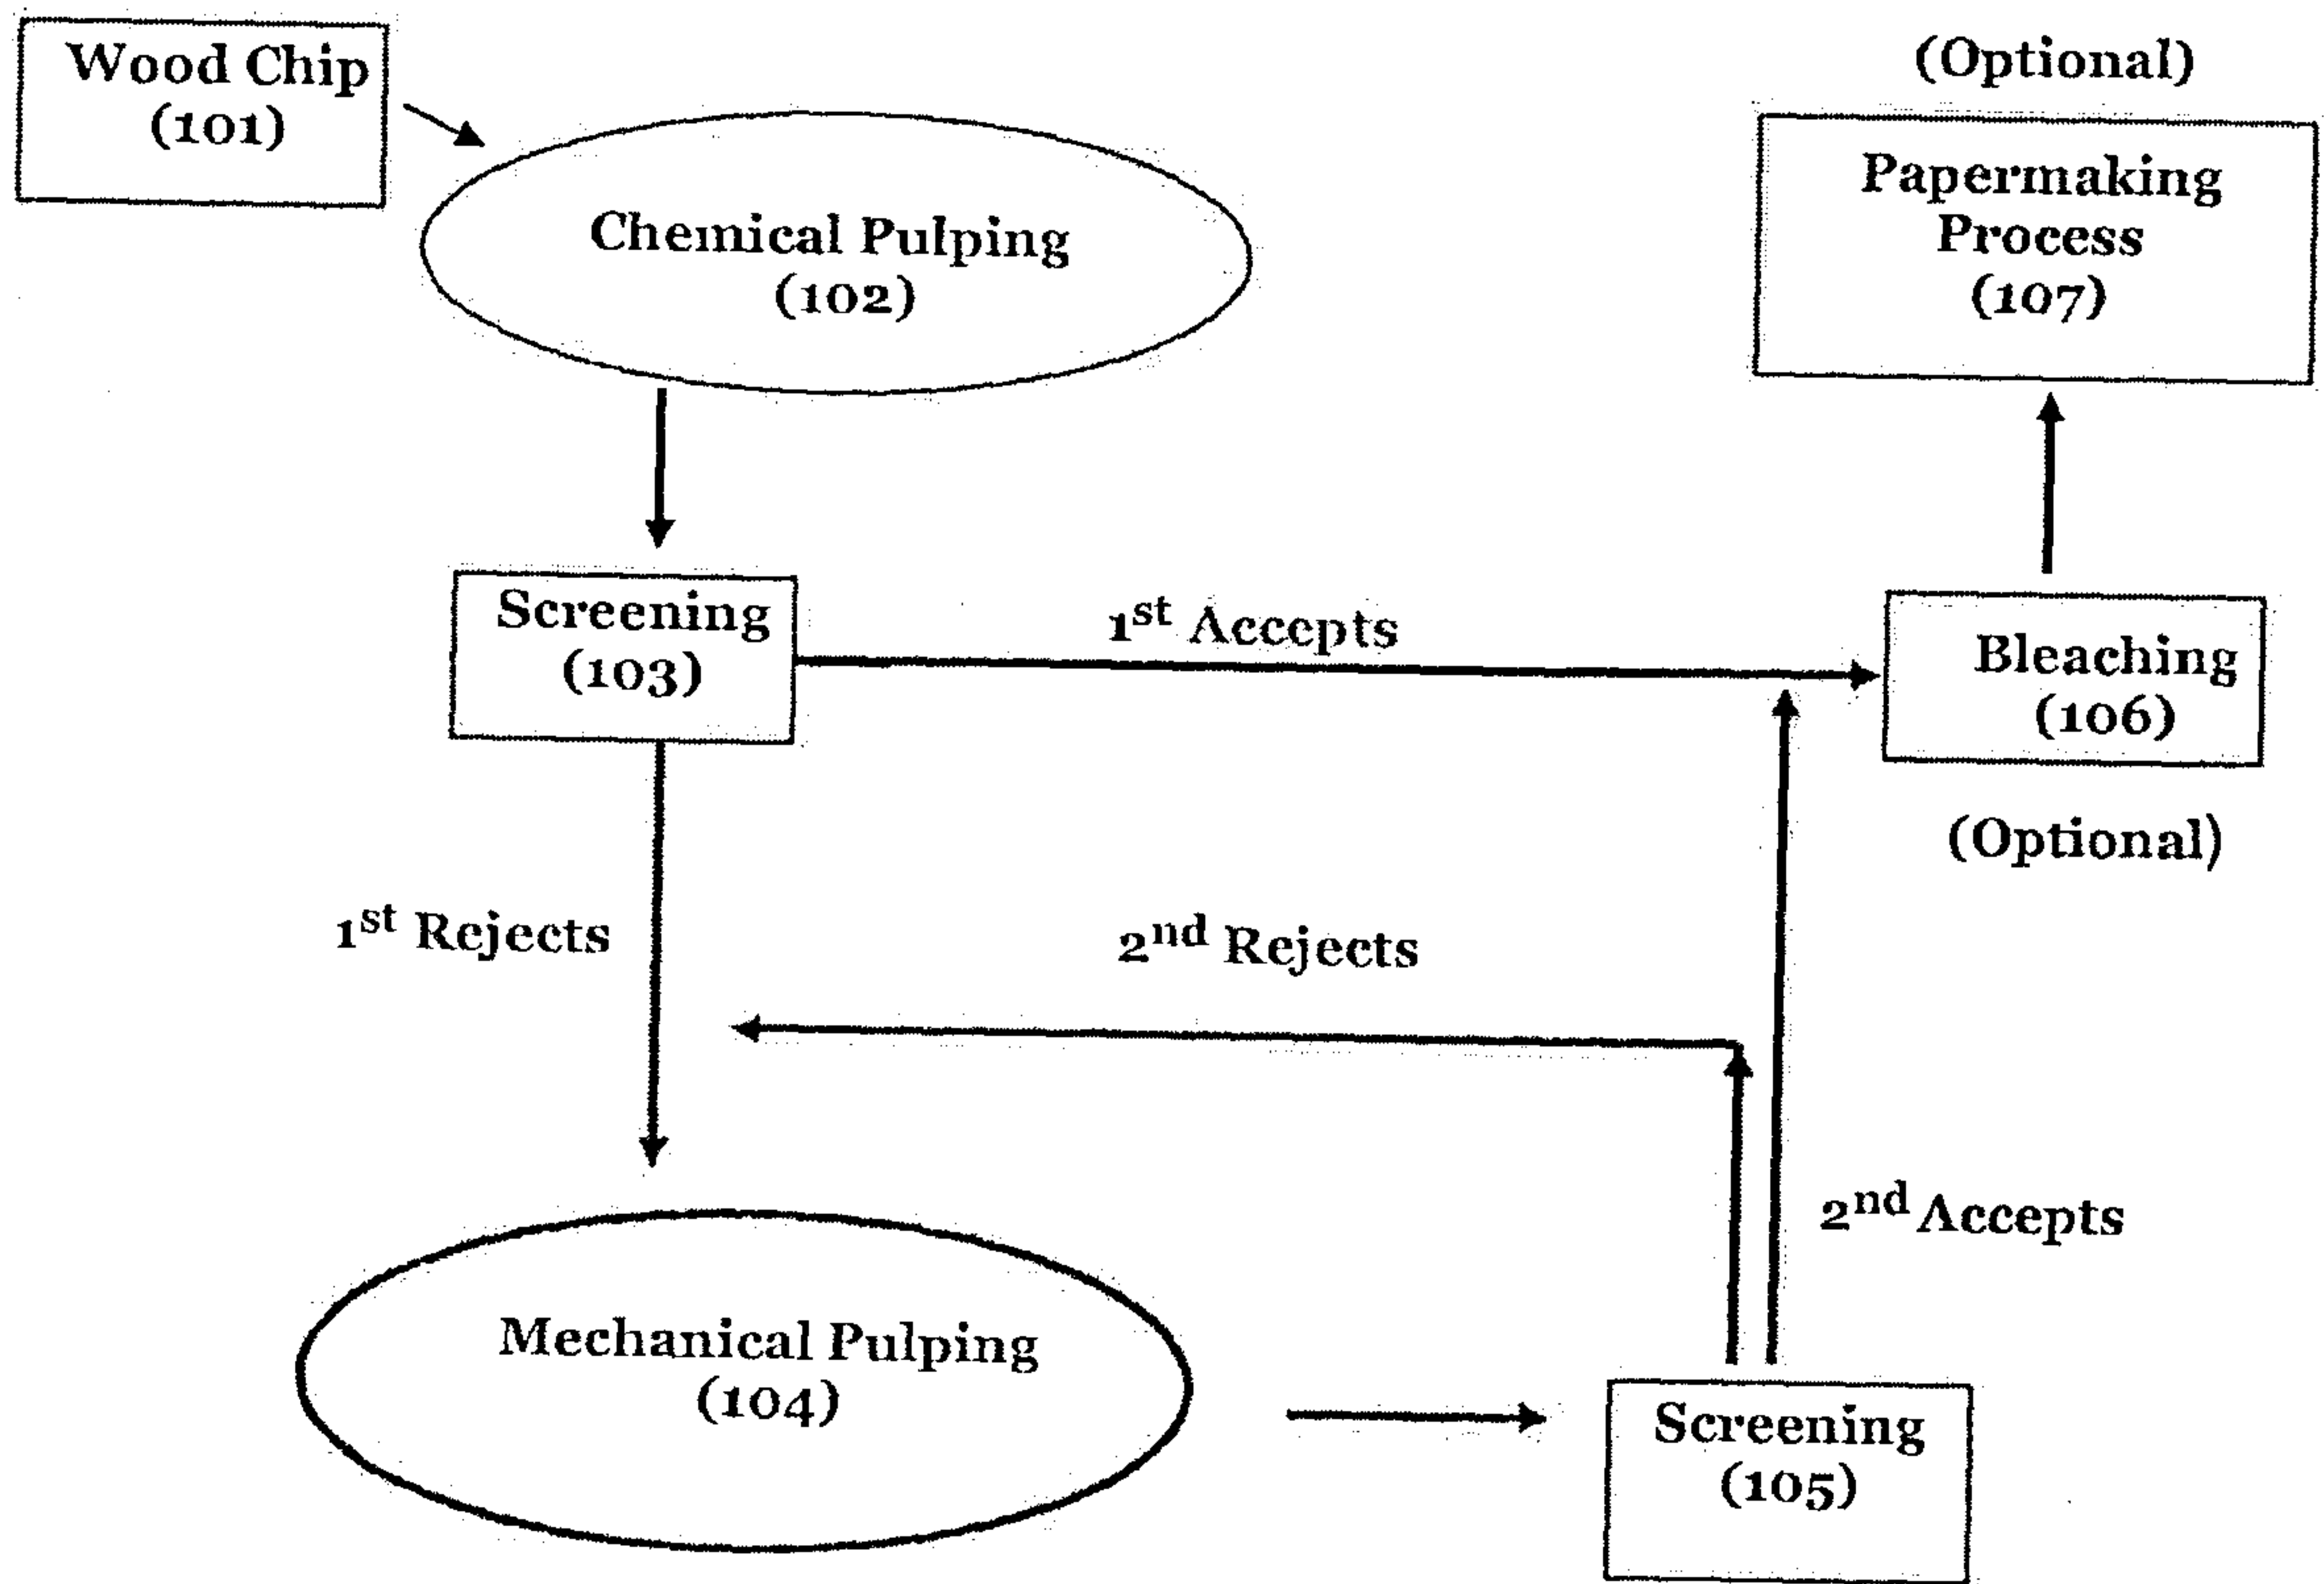 Wood Chip
(101)
(Optional)
Papermaking
Process
(107)
Chemical Pulping
(102)
Screening
(103)
1st Accepts
Bleaching
(106)
(Optional)
1st Rejects
2nd Rejects
2nd Accepts
Mechanical Pulping
(104)
Screening
(105)